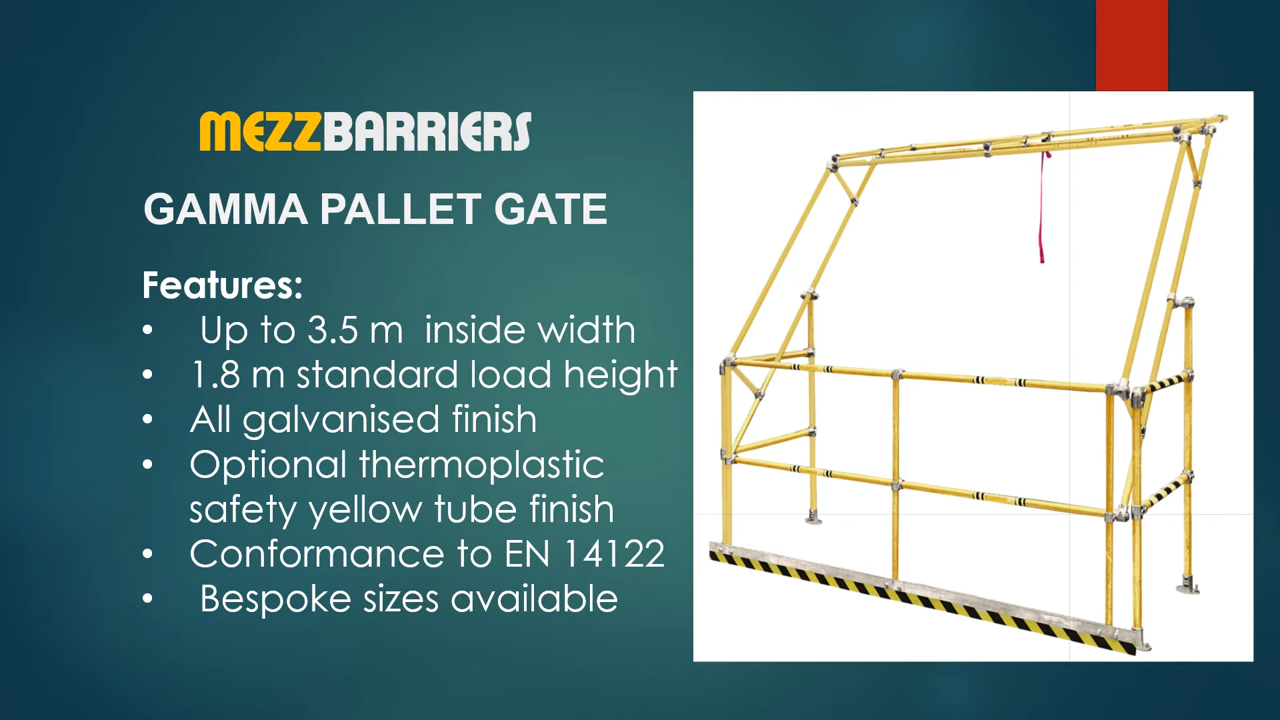 MEZZBARRIERS
GAMMA PALLET GATE
Features:
• Up to 3.5 m inside width
• 1.8 m standard load height
• All galvanised finish
• Optional thermoplastic
safety yellow tube finish
• Conformance to EN 14122
• Bespoke sizes available